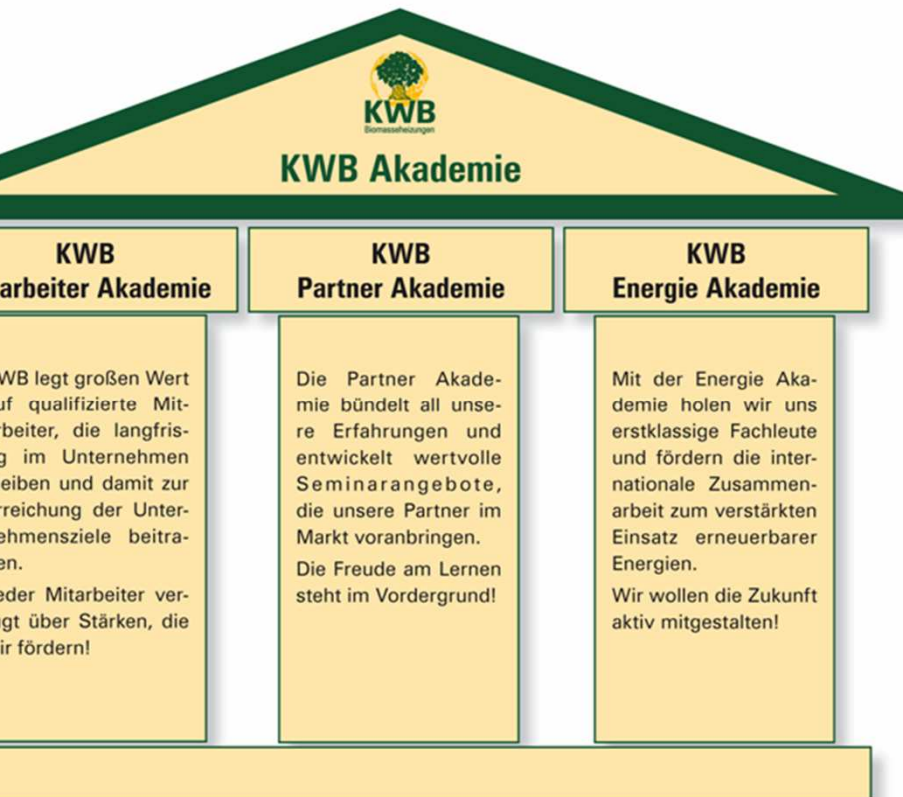 KWB
Biomasseheizungen
KWB Akademie
KWB
arbeiter Akademie
WB legt großen Wert
uf qualifizierte Mit-
rbeiter, die langfris-
g im Unternehmen
eiben und damit zur
rreichung der Unter-
ehmensziele beitra-
en.
eder Mitarbeiter ver-
gt über Stärken, die
ir fördern!
KWB
Partner Akademie
Die Partner Akade-
mie bündelt all unse-
re Erfahrungen und
entwickelt wertvolle
Seminarangebote,
die unsere Partner im
Markt voranbringen.
Die Freude am Lernen
steht im Vordergrund!
KWB
Energie Akademie
Mit der Energie Aka-
demie holen wir uns
erstklassige Fachleute
und fördern die inter-
nationale Zusammen-
arbeit zum verstärkten
Einsatz erneuerbarer
Energien.
Wir wollen die Zukunft
aktiv mitgestalten!